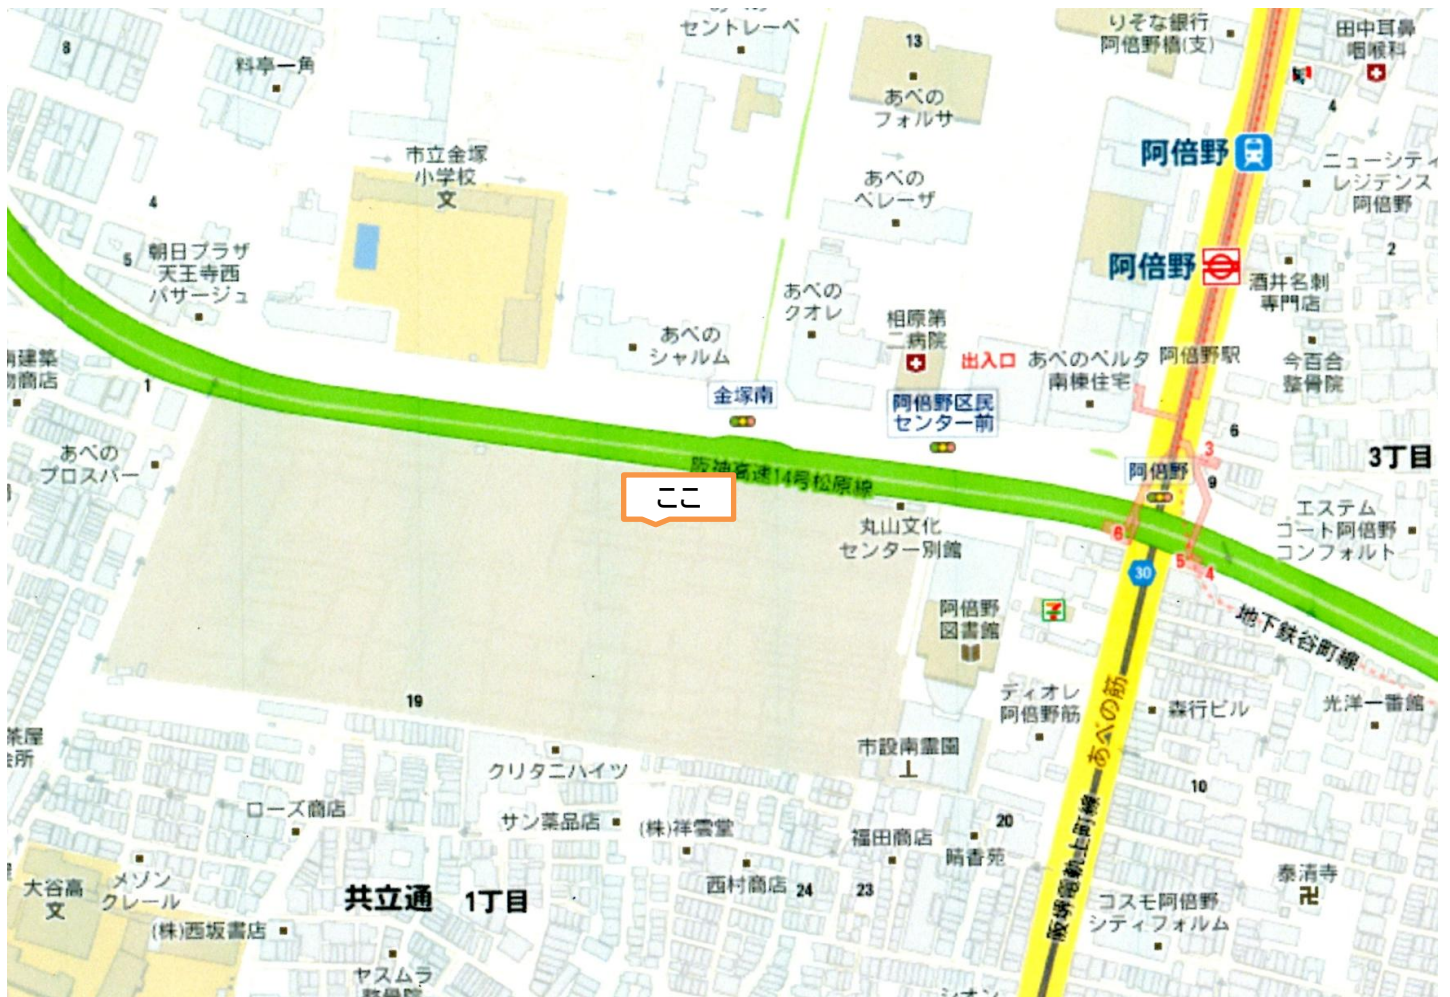 セントレーペ
りそな銀行
阿倍野橋(支)
田中耳鼻
咽喉科
8
13
4
料亭一角
あべの
フォルサ
阿倍野
市立金塚
小学校
文
ニューシティ
レジデンス
阿倍野
あべの
ベレーザ
4
5
朝日プラザ
天王寺西
パサージュ
阿倍野
2
酒井名刺
専門店
あべの
クオレ
相原第
二病院
あべの
シャルム
出入口
あべのベルタ
南棟住宅
阿倍野駅
今百合
整骨院
1
商店
金塚南
阿倍野区民
センター前
6
3
3丁目
あべの
プロスパー
阪神高速14号松原線
阿倍野
9
ここ
丸山文化
センター別館
エステム
コート阿倍野
コンフォルト
6
5
4
30
阿倍野
図書館
地下鉄谷町線
19
ディオレ
阿倍野筋
あべの筋
森行ビル
光洋一番館
茶屋
市設南霊園
クリタニハイツ
10
ローズ商店
サン薬品店
(株)祥雲堂
福田商店
20
晴香苑
阪堺電軌上町線
大谷高
文
メゾン
クレール
共立通 1丁目
西村商店
24
23
泰清寺
卍
コスモ阿倍野
シティフォルム
(株)西坂書店
ヤスムラ
整骨院
シオン